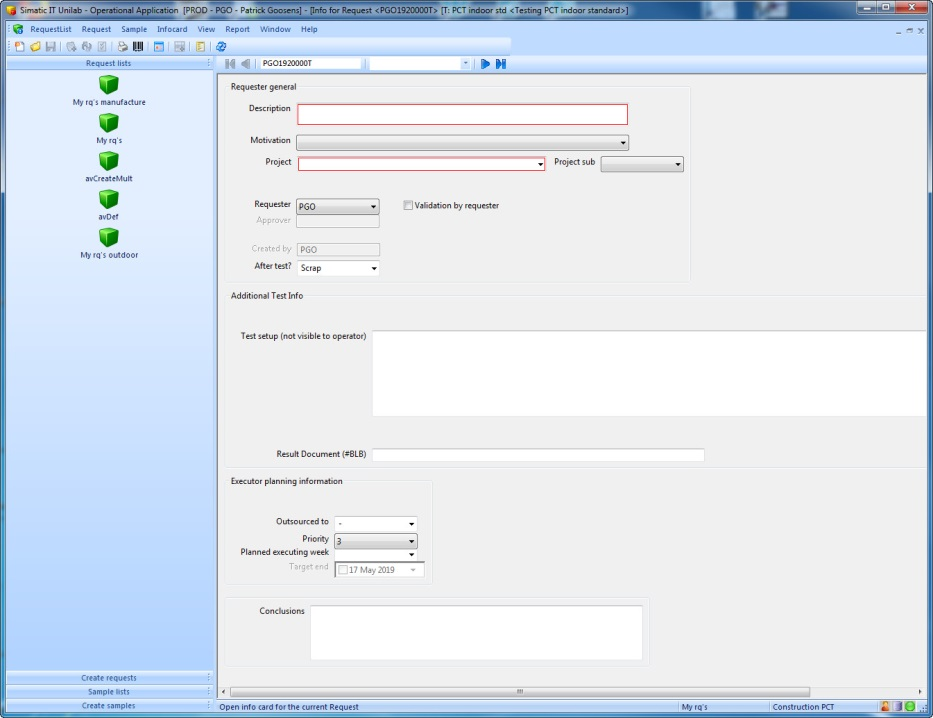 Simatic IT Unilab - Operational Application [PROD - PGO - Patrick Goosens] - [Info for Request <PGO1920000T> [T: PCT indoor std <Testing PCT indoor standard>]
RequestList Request Sample Infocard View Report Window Help
Request lists
PGO1920000T
My rq's manufacture
My rq's
avCreateMult
avDef
My rq's outdoor
Requester general
Description
Motivation
Project
Project sub
Requester PGO
Validation by requester
Approver
Created by PGO
After test? Scrap
Additional Test Info
Test setup (not visible to operator)
Result Document (#BLB)
Executor planning information
Outsourced to -
Priority 3
Planned executing week
Target end 17 May 2019
Conclusions
Create requests
Sample lists
Create samples
Open info card for the current Request
My rq's
Construction PCT